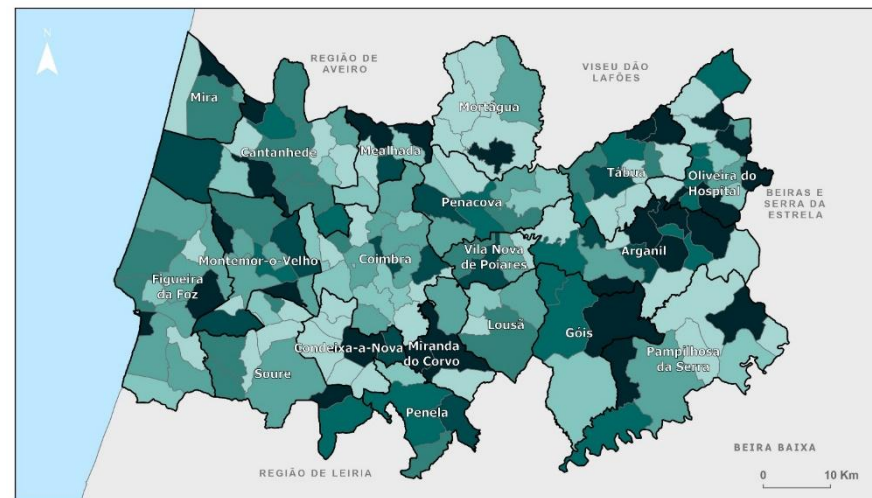 N
REGIÃO DE
AVEIRO
VISEU DÃO
LAFÕES
Mira
Mortágua
Cantanhede
Mealhada
Tábua
Oliveira do
Hospital
BEIRAS E
SERRA DA
ESTRELA
Penacova
Vila Nova
de Poiares
Arganil
Montemor-o-Velho
Coimbra
Figueira
da Foz
Lousã
Góis
Condeixa-a-Nova
Miranda
do Corvo
Pampilhosa
da Serra
Soure
Penela
BEIRA BAIXA
REGIÃO DE LEIRIA
0 10 Km